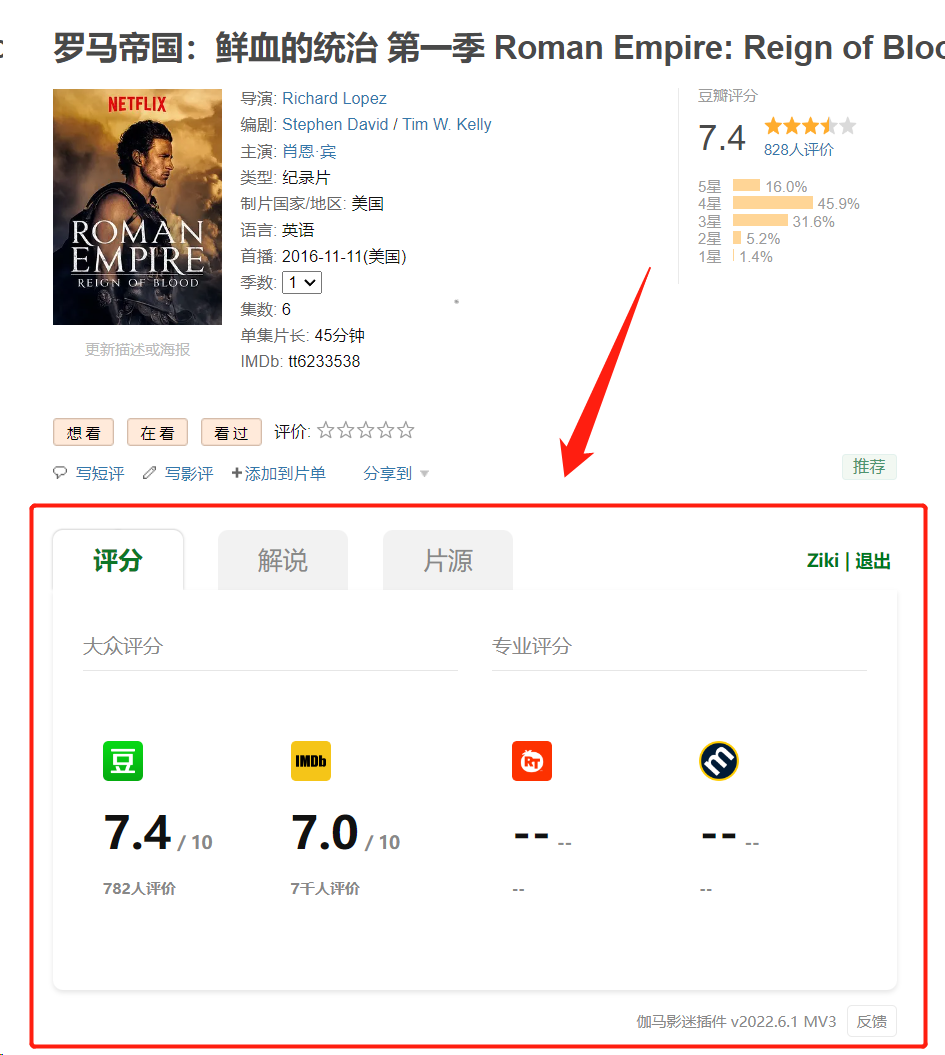 罗马帝国：鲜血的统治 第一季 Roman Empire: Reign of Bloo
NETFLIX
ROMAN
EMPIRE
REIGN OF BLOOD
更新描述或海报
导演: Richard Lopez
编剧: Stephen David / Tim W. Kelly
主演: 肖恩·宾
类型: 纪录片
制片国家/地区: 美国
语言: 英语
首播: 2016-11-11(美国)
季数: 1
集数: 6
单集片长: 45分钟
IMDb: tt6233538
豆瓣评分
7.4
828人评价
5星 16.0%
4星 45.9%
3星 31.6%
2星 5.2%
1星 1.4%
想看 在看 看过 评价:
写短评 写影评 +添加到片单 分享到
推荐
评分 解说 片源 Ziki | 退出
大众评分 专业评分
豆 IMDb RT m
7.4 / 10 7.0 / 10 -- -- -- --
782人评价 7千人评价 -- --
伽马影迷插件 v2022.6.1 MV3 反馈